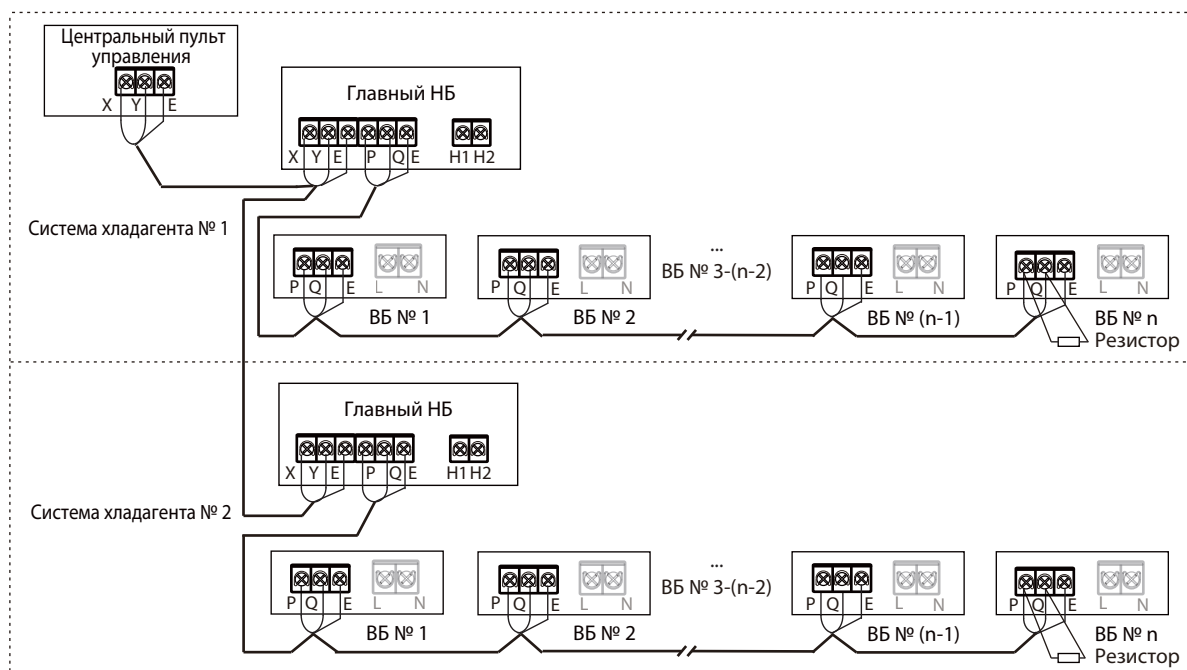 Центральный пульт
управления
X Y E
Главный НБ
X Y E P Q E H1 H2
Система хладагента № 1
P Q E L N
ВБ № 1
P Q E L N
ВБ № 2
...
ВБ № 3-(n-2)
P Q E L N
ВБ № (n-1)
P Q E L N
ВБ № n
Резистор
Главный НБ
X Y E P Q E H1 H2
Система хладагента № 2
P Q E L N
ВБ № 1
P Q E L N
ВБ № 2
...
ВБ № 3-(n-2)
P Q E L N
ВБ № (n-1)
P Q E L N
ВБ № n
Резистор